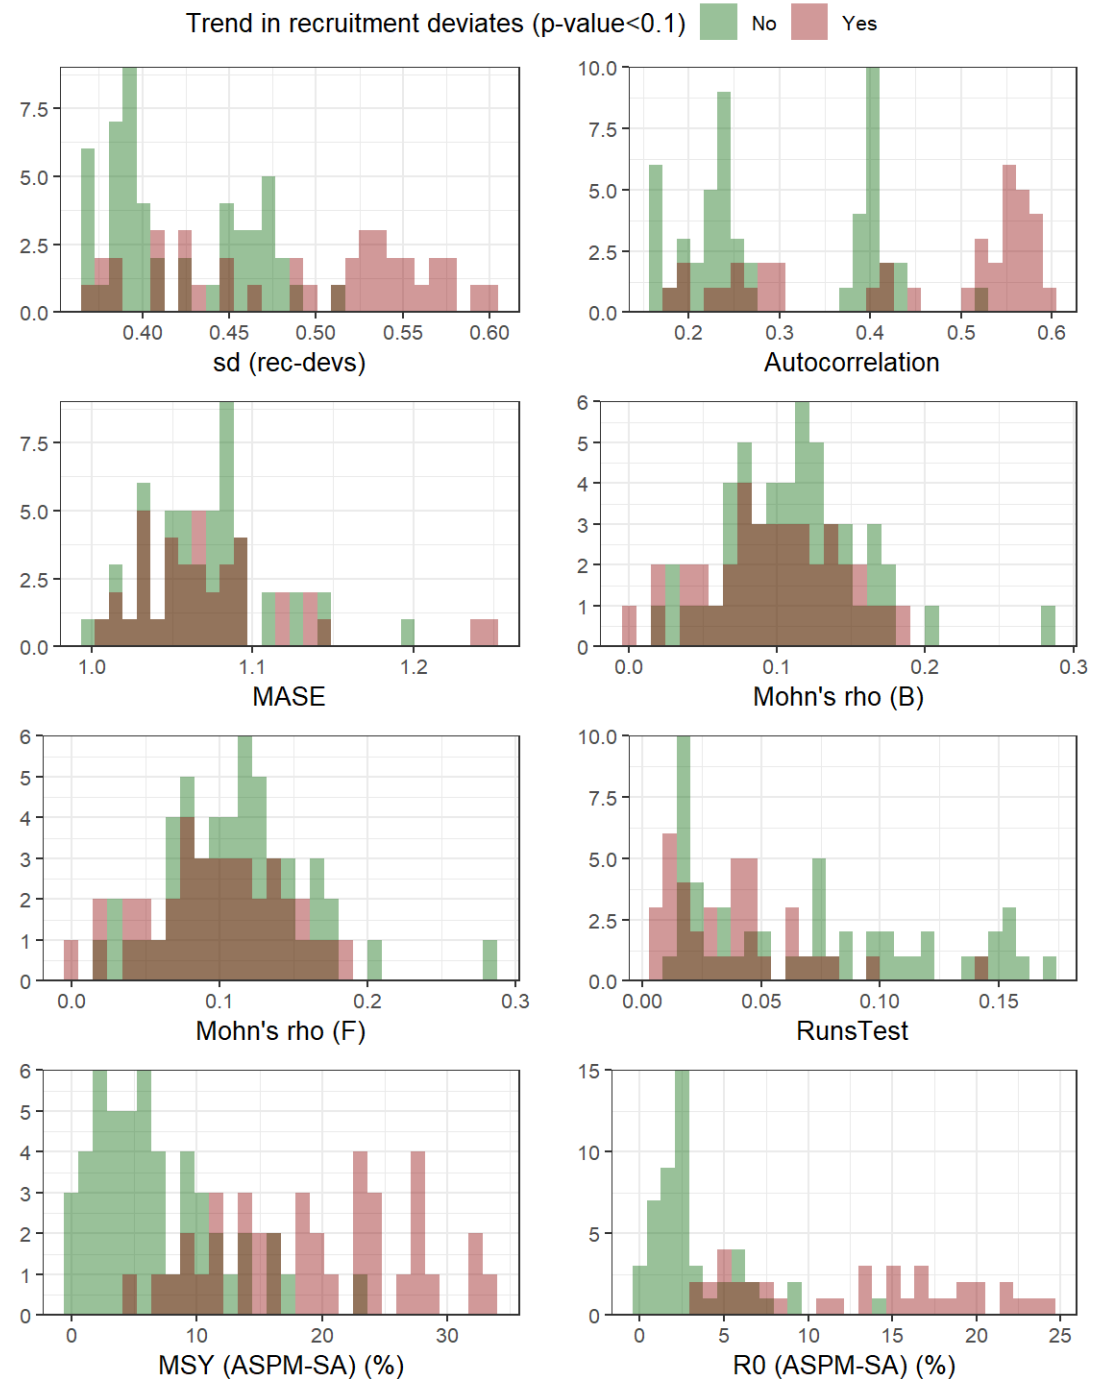 Trend in recruitment deviates (p-value<0.1) No Yes
7.5
5.0
2.5
0.0
0.40 0.45 0.50 0.55 0.60
sd (rec-devs)
10.0
7.5
5.0
2.5
0.0
0.2 0.3 0.4 0.5 0.6
Autocorrelation
7.5
5.0
2.5
0.0
1.0 1.1 1.2
MASE
6
5
4
3
2
1
0
0.0 0.1 0.2 0.3
Mohn's rho (B)
6
5
4
3
2
1
0
0.0 0.1 0.2 0.3
Mohn's rho (F)
10.0
7.5
5.0
2.5
0.0
0.00 0.05 0.10 0.15
RunsTest
6
5
4
3
2
1
0
0 10 20 30
MSY (ASPM-SA) (%)
15
10
5
0
0 5 10 15 20 25
R0 (ASPM-SA) (%)